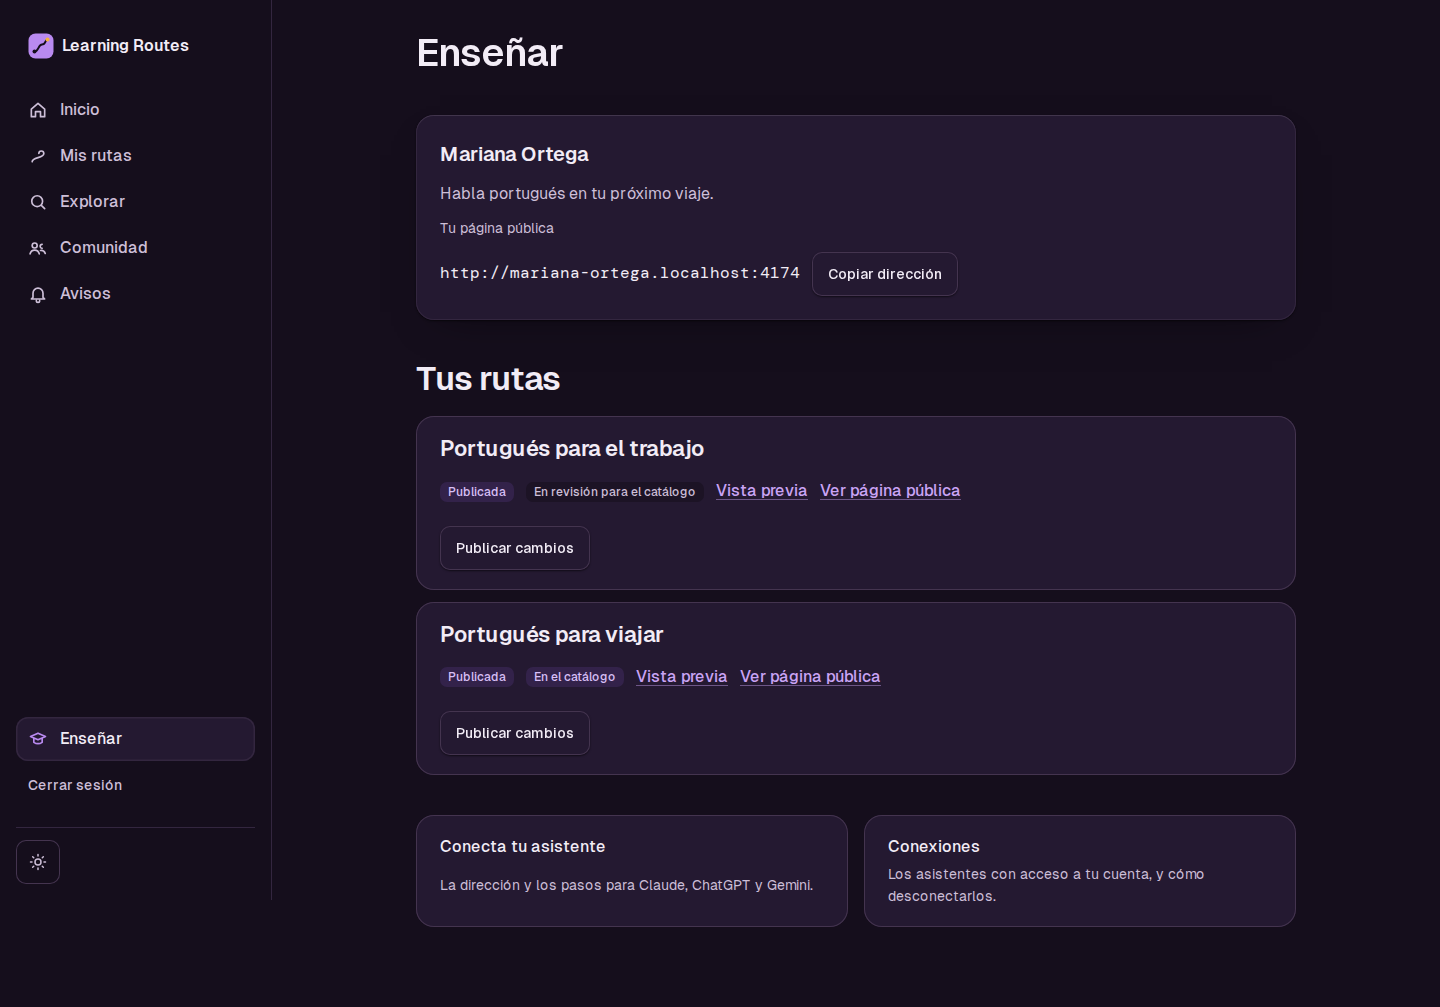 Learning Routes
Inicio
Mis rutas
Explorar
Comunidad
Avisos
Enseñar
Cerrar sesión
Enseñar
Mariana Ortega
Habla portugués en tu próximo viaje.
Tu página pública
http://mariana-ortega.localhost:4174
Copiar dirección
Tus rutas
Portugués para el trabajo
Publicada En revisión para el catálogo Vista previa Ver página pública
Publicar cambios
Portugués para viajar
Publicada En el catálogo Vista previa Ver página pública
Publicar cambios
Conecta tu asistente
La dirección y los pasos para Claude, ChatGPT y Gemini.
Conexiones
Los asistentes con acceso a tu cuenta, y cómo
desconectarlos.